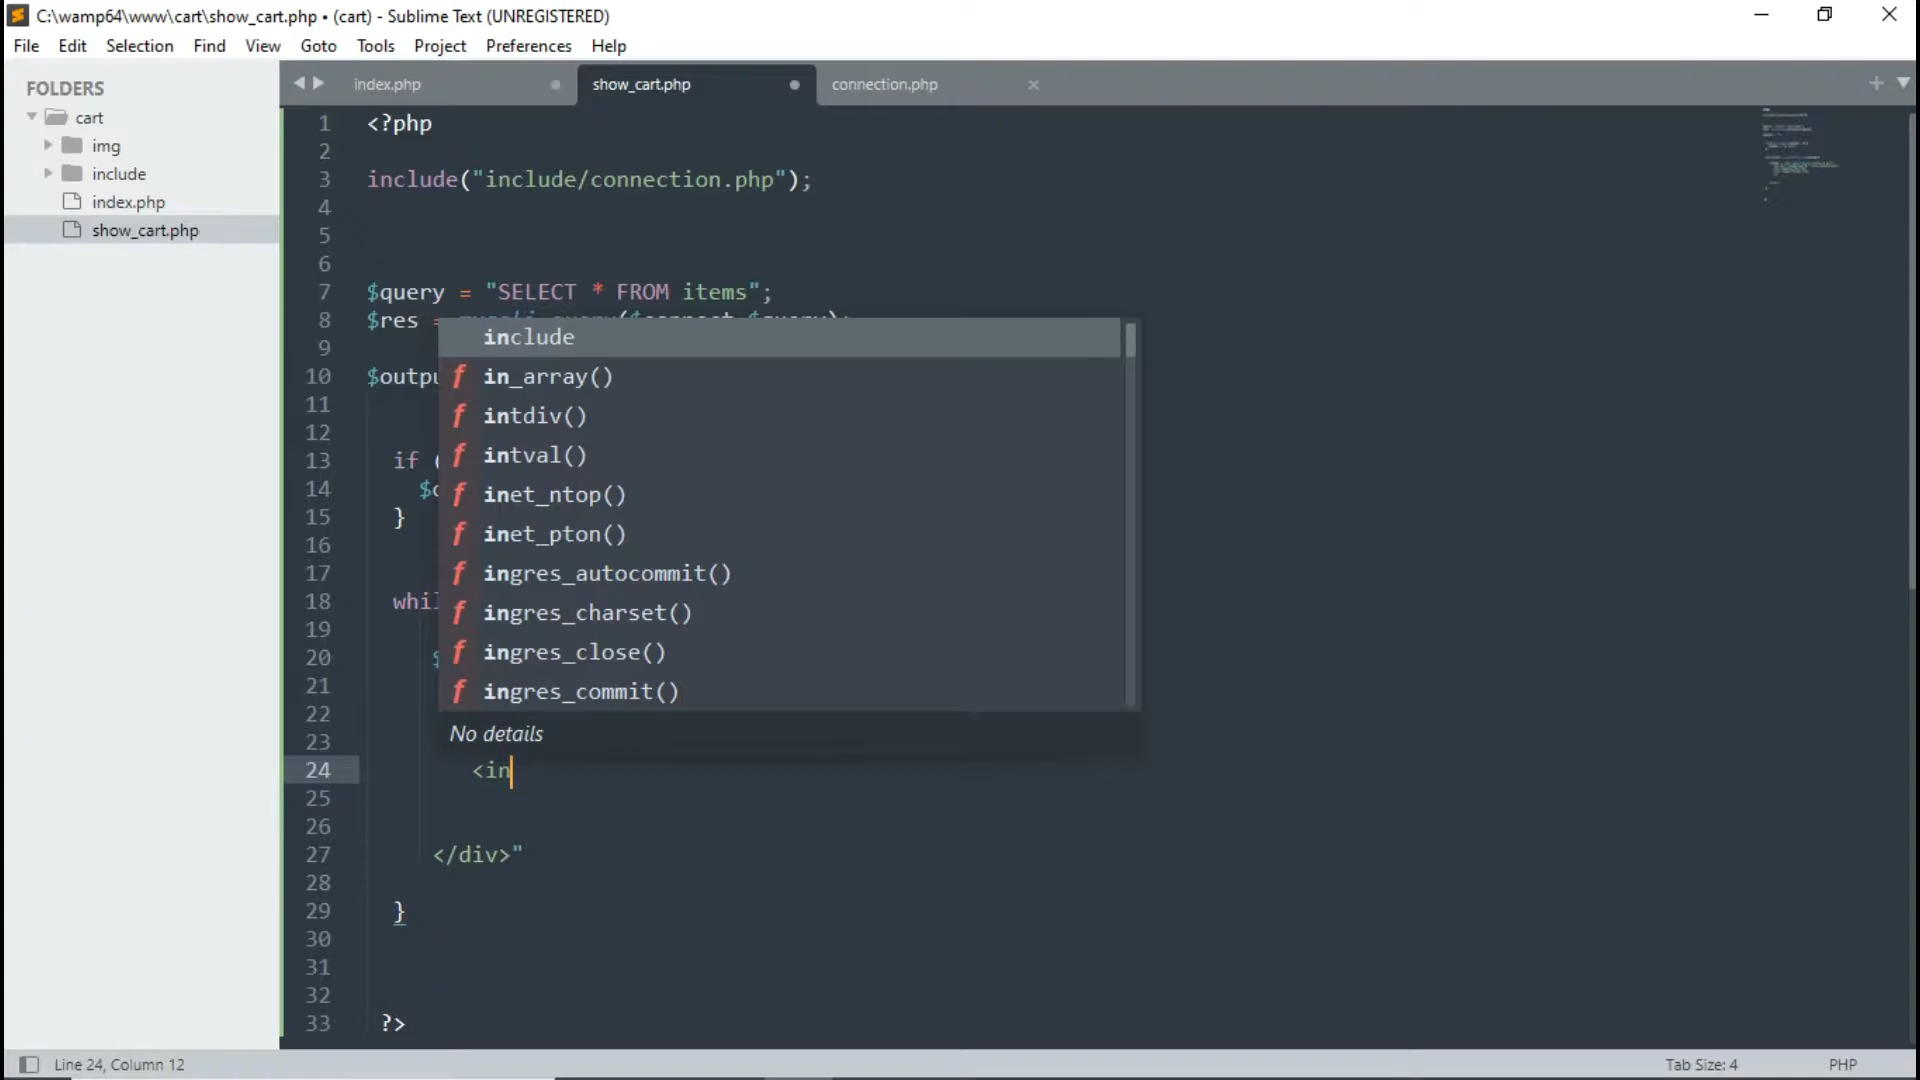 C:\wamp64\www\cart\show_cart.php • (cart) - Sublime Text (UNREGISTERED)
File Edit Selection Find View Goto Tools Project Preferences Help
FOLDERS
cart
img
include
index.php
show_cart.php
index.php show_cart.php connection.php
1 <?php
2
3 include("include/connection.php");
4
5
6
7 $query = "SELECT * FROM items";
8 $res = mysqli_query($connect,$query);
9
10 $outpu
11
12
13 if (
14 $o
15 }
16
17
18 whil
19
20 $
21
22
23
24 <in
25
26
27 </div>"
28
29 }
30
31
32
33 ?>
include
f in_array()
f intdiv()
f intval()
f inet_ntop()
f inet_pton()
f ingres_autocommit()
f ingres_charset()
f ingres_close()
f ingres_commit()
No details
Line 24, Column 12 Tab Size: 4 PHP